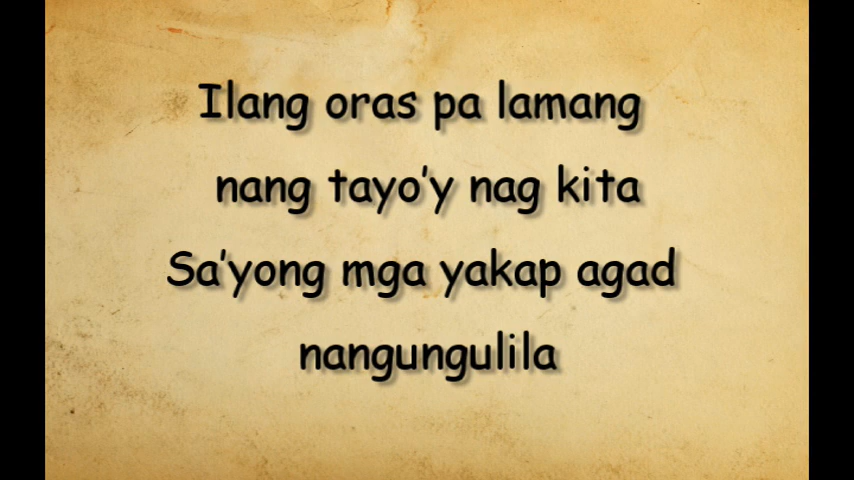 Ilang oras pa lamang
nang tayo'y nag kita
Sa'yong mga yakap agad
nangungulila